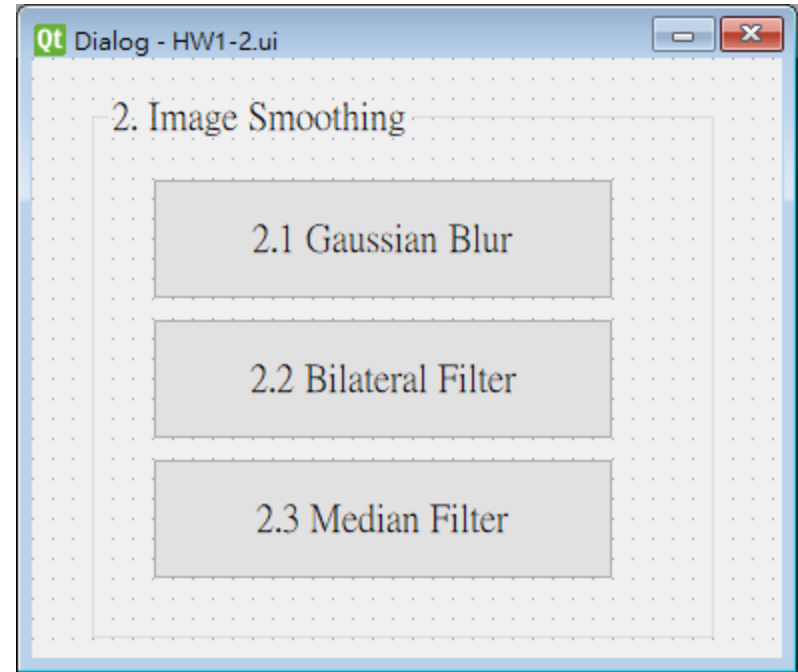 Qt Dialog - HW1-2.ui
2. Image Smoothing
2.1 Gaussian Blur
2.2 Bilateral Filter
2.3 Median Filter